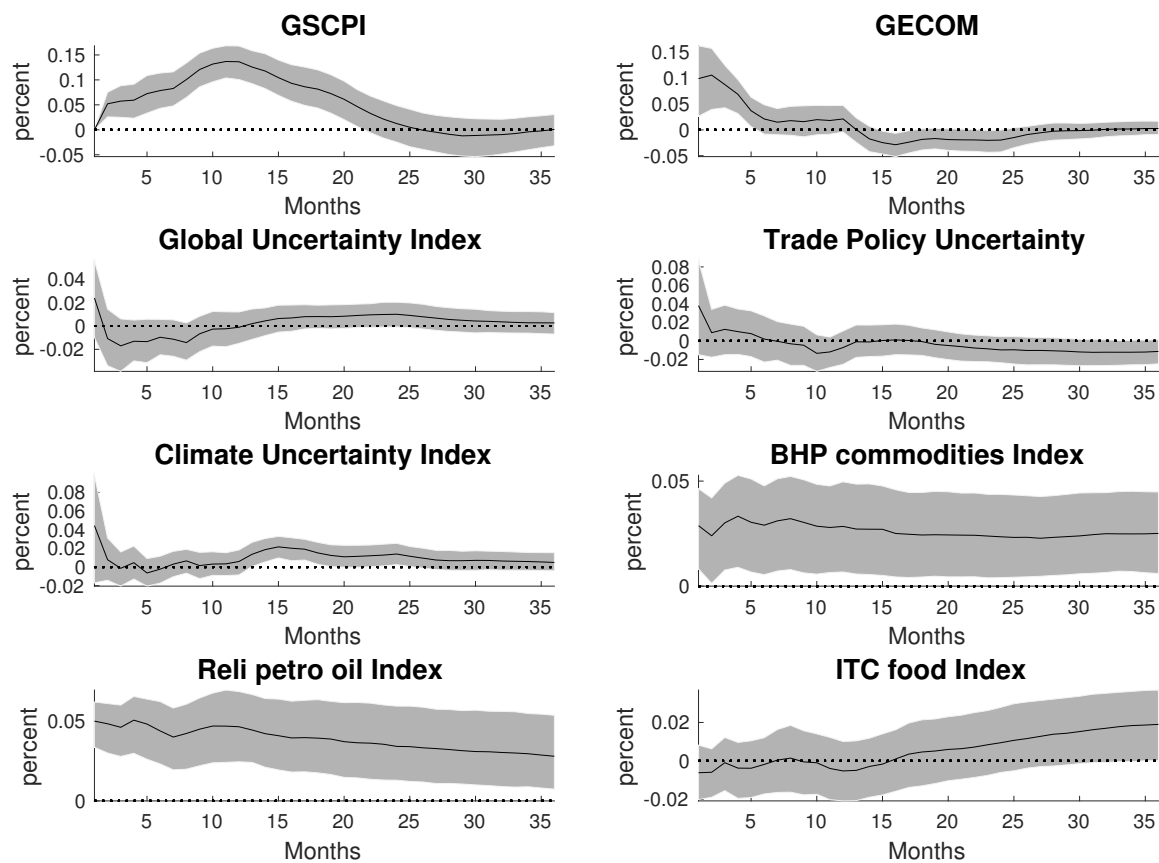 GSCPI
percent
0.15
0.1
0.05
0
-0.05
5 10 15 20 25 30 35
Months
GECOM
percent
0.15
0.1
0.05
0
-0.05
5 10 15 20 25 30 35
Months
Global Uncertainty Index
percent
0.04
0.02
0
-0.02
5 10 15 20 25 30 35
Months
Trade Policy Uncertainty
percent
0.08
0.04
0.02
0
-0.02
5 10 15 20 25 30 35
Months
Climate Uncertainty Index
percent
0.08
0.04
0.02
0
-0.02
5 10 15 20 25 30 35
Months
BHP commodities Index
percent
0.05
0
5 10 15 20 25 30 35
Months
Reli petro oil Index
percent
0.05
0
5 10 15 20 25 30 35
Months
ITC food Index
percent
0.02
0
-0.02
5 10 15 20 25 30 35
Months